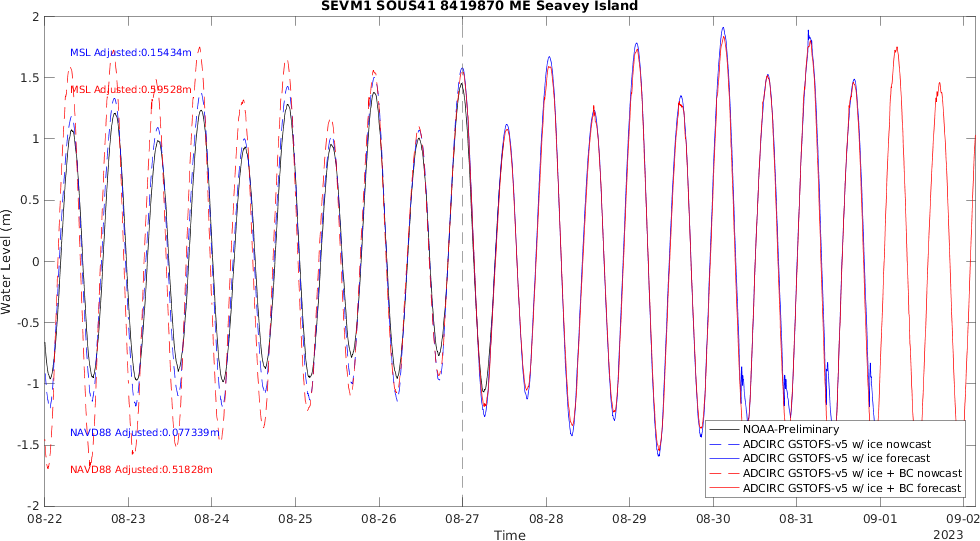 SEVM1 SOUS41 8419870 ME Seavey Island
MSL Adjusted:0.15434m
MSL Adjusted:0.59528m
NAVD88 Adjusted:0.077339m
NAVD88 Adjusted:0.51828m
Water Level (m)
2
1.5
1
0.5
0
-0.5
-1
-1.5
-2
NOAA-Preliminary
ADCIRC GSTOFS-v5 w/ ice nowcast
ADCIRC GSTOFS-v5 w/ ice forecast
ADCIRC GSTOFS-v5 w/ ice + BC nowcast
ADCIRC GSTOFS-v5 w/ ice + BC forecast
08-22 08-23 08-24 08-25 08-26 08-27 08-28 08-29 08-30 08-31 09-01 09-02
Time
2023